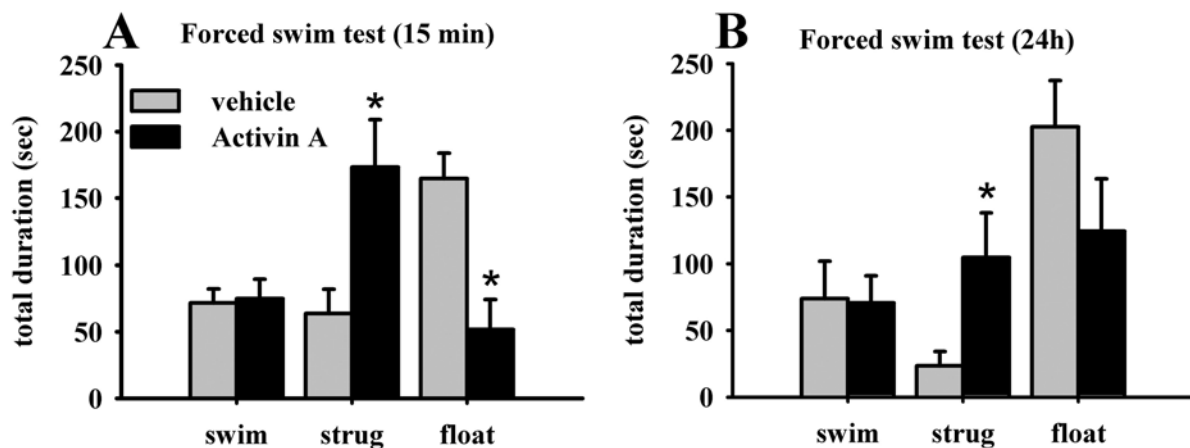 A
Forced swim test (15 min)
total duration (sec)
250
200
150
100
50
0
vehicle
Activin A
*
*
swim strug float
B
Forced swim test (24h)
total duration (sec)
250
200
150
100
50
0
*
swim strug float